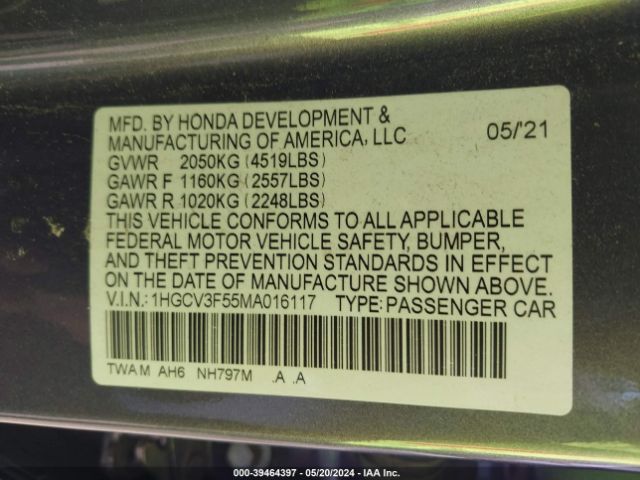 MFD. BY HONDA DEVELOPMENT &
MANUFACTURING OF AMERICA, LLC 05/'21
GVWR 2050KG (4519LBS)
GAWR F 1160KG (2557LBS)
GAWR R 1020KG (2248LBS)
THIS VEHICLE CONFORMS TO ALL APPLICABLE
FEDERAL MOTOR VEHICLE SAFETY, BUMPER,
AND THEFT PREVENTION STANDARDS IN EFFECT
ON THE DATE OF MANUFACTURE SHOWN ABOVE.
V.I.N.: 1HGCV3F55MA016117 TYPE: PASSENGER CAR
TWAM AH6 NH797M .A .A
000-39464397 - 05/20/2024 - IAA Inc.